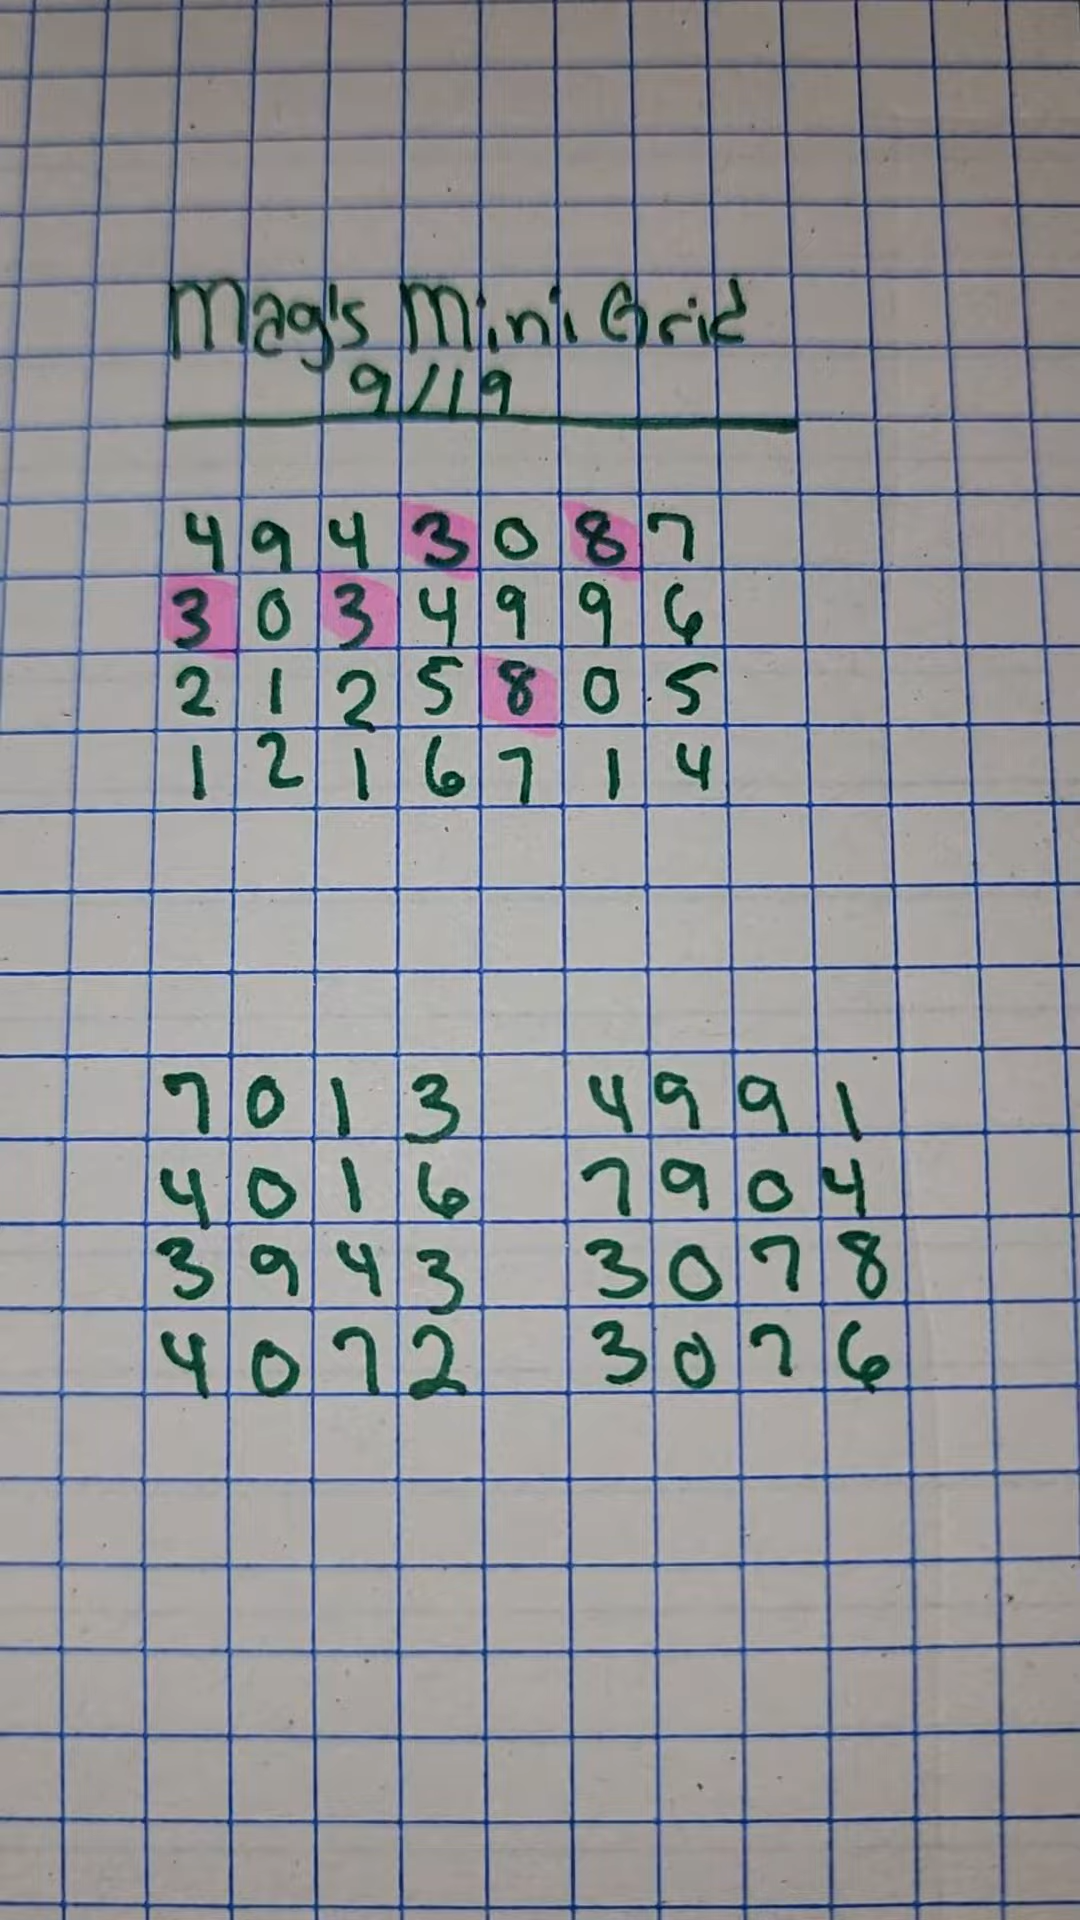 Mag's Mini Grid
9/19
4 9 4 3 0 8 7
3 0 3 4 9 9 6
2 1 2 5 8 0 5
1 2 1 6 7 1 4
7 0 1 3 4 9 9 1
4 0 1 6 7 9 0 4
3 9 4 3 3 0 7 8
4 0 7 2 3 0 7 6